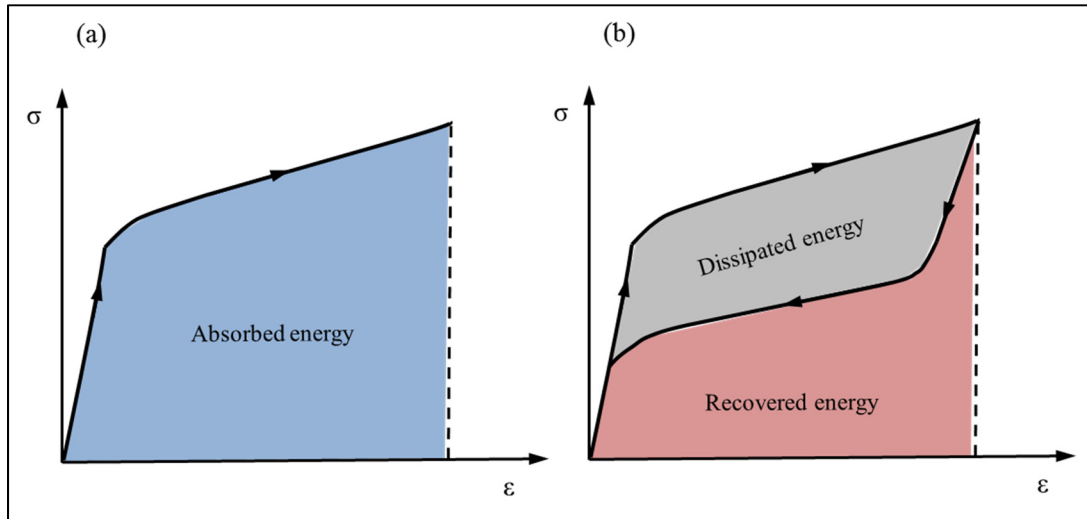 (a)
σ
Absorbed energy
ε
(b)
σ
Dissipated energy
Recovered energy
ε